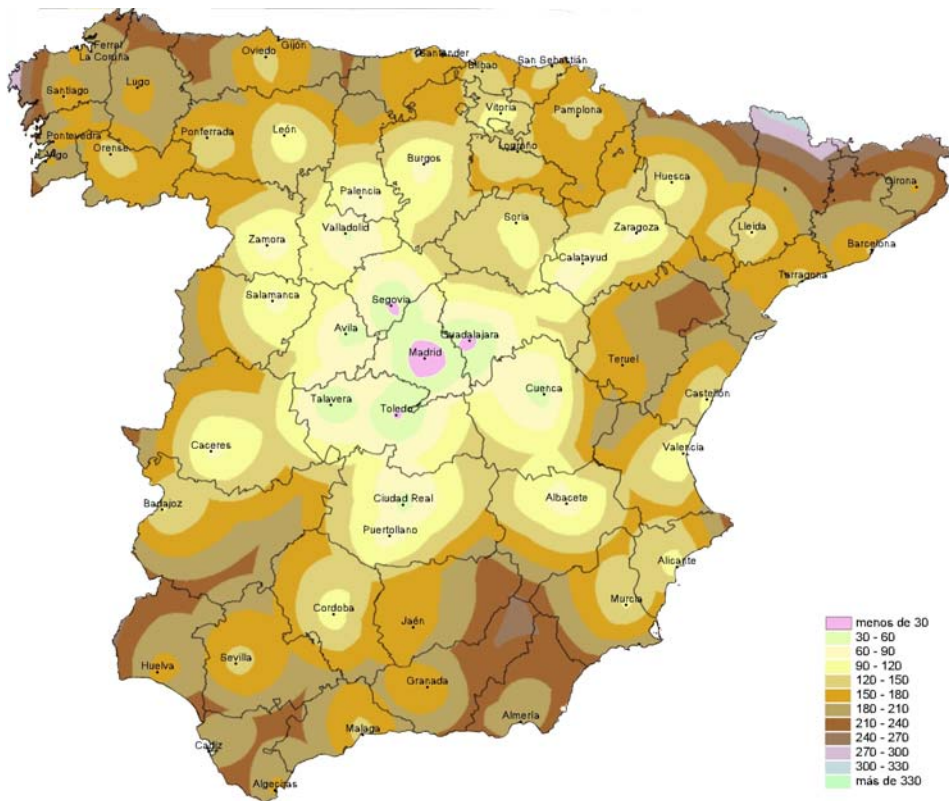 Ferral
La Coruña
Oviedo
Gijón
Santander
Bilbao
San Sebastián
Santiago
Lugo
Vitoria
Pamplona
Pontevedra
Ponferrada
León
Vigo
Orense
Burgos
Logroño
Palencia
Huesca
Girona
Soria
Zamora
Valladolid
Zaragoza
Lleida
Barcelona
Calatayud
Tarragona
Salamanca
Segovia
Avila
Guadalajara
Madrid
Teruel
Talavera
Toledo
Cuenca
Castellón
Caceres
Valencia
Badajoz
Ciudad Real
Albacete
Puertollano
Alicante
Cordoba
Murcia
Jaén
Huelva
Sevilla
Granada
Almería
Malaga
Cadiz
Algeciras
menos de 30
30 - 60
60 - 90
90 - 120
120 - 150
150 - 180
180 - 210
210 - 240
240 - 270
270 - 300
300 - 330
más de 330